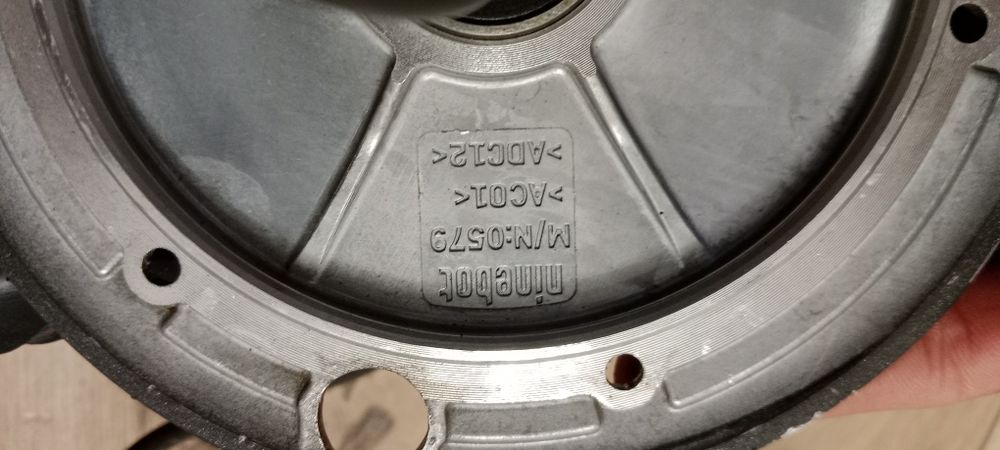 ninebot
M/N:0579
>AC01<
>ADC12<